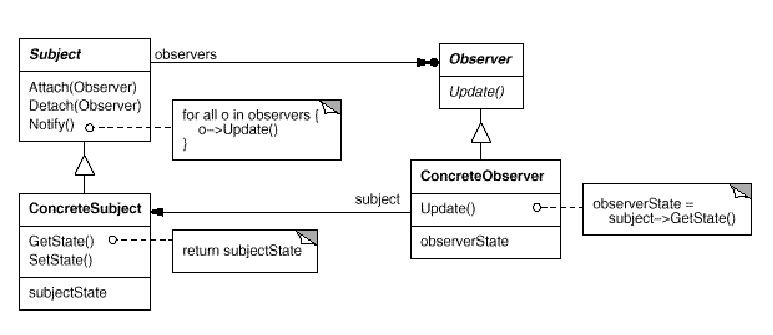 Subject
observers
Observer
Attach(Observer)
Detach(Observer)
Notify()
Update()
for all o in observers {
o->Update()
}
ConcreteSubject
subject
ConcreteObserver
GetState()
SetState()
return subjectState
Update()
observerState =
subject->GetState()
subjectState
observerState